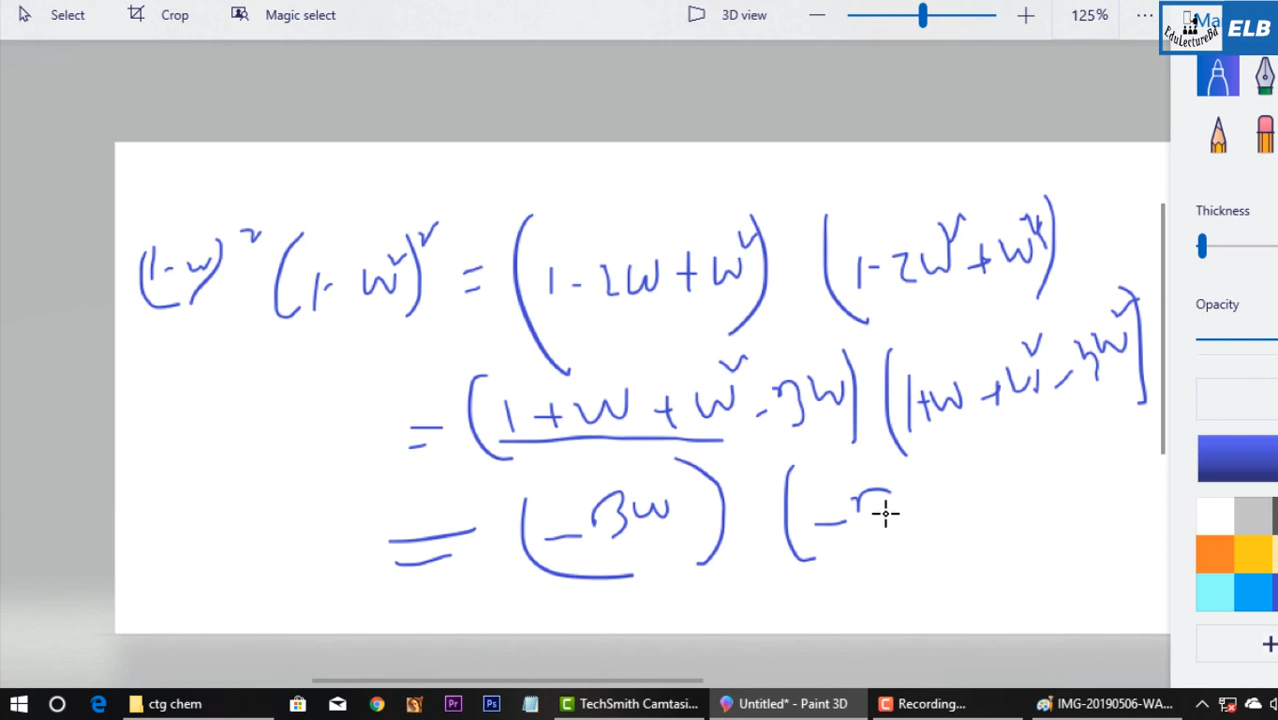 Select Crop Magic select 3D view 125% ... Ma
EduLectureBd ELB
Thickness
Opacity
(1-w)² (1-w²)² = (1-2w+w²) (1-2w²+w⁴)
= (1+w+w²-3w) (1+w+w²-3w²]
= (-3w) (-
ctg chem TechSmith Camtasi... Untitled* - Paint 3D Recording... IMG-20190506-WA...